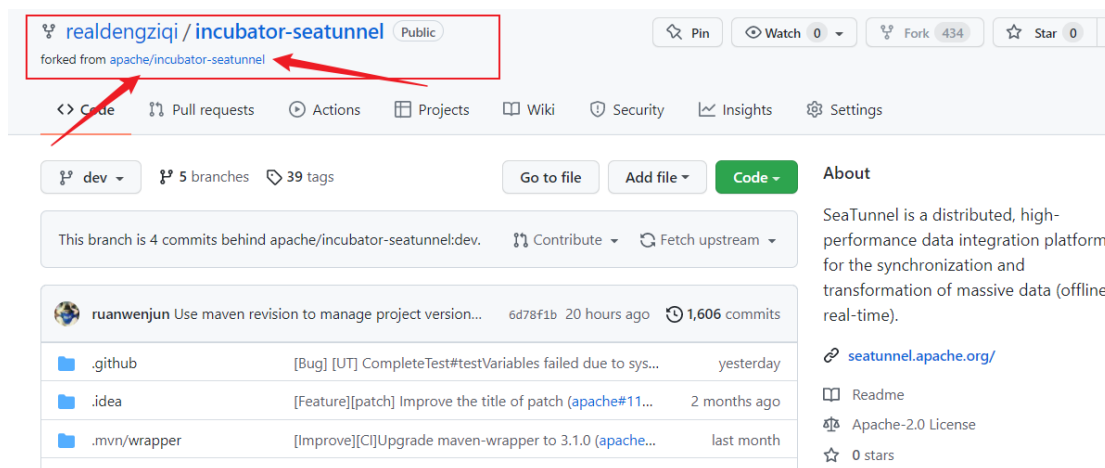 realdengziqi / incubator-seatunnel Public
Pin Watch 0 Fork 434 Star 0
forked from apache/incubator-seatunnel
Code Pull requests Actions Projects Wiki Security Insights Settings
dev 5 branches 39 tags Go to file Add file Code
This branch is 4 commits behind apache/incubator-seatunnel:dev. Contribute Fetch upstream
ruanwenjun Use maven revision to manage project version... 6d78f1b 20 hours ago 1,606 commits
.github [Bug] [UT] CompleteTest#testVariables failed due to sys... yesterday
.idea [Feature][patch] Improve the title of patch (apache#11... 2 months ago
.mvn/wrapper [Improve][CI]Upgrade maven-wrapper to 3.1.0 (apache... last month
About
SeaTunnel is a distributed, high-
performance data integration platform
for the synchronization and
transformation of massive data (offline
real-time).
seatunnel.apache.org/
Readme
Apache-2.0 License
0 stars